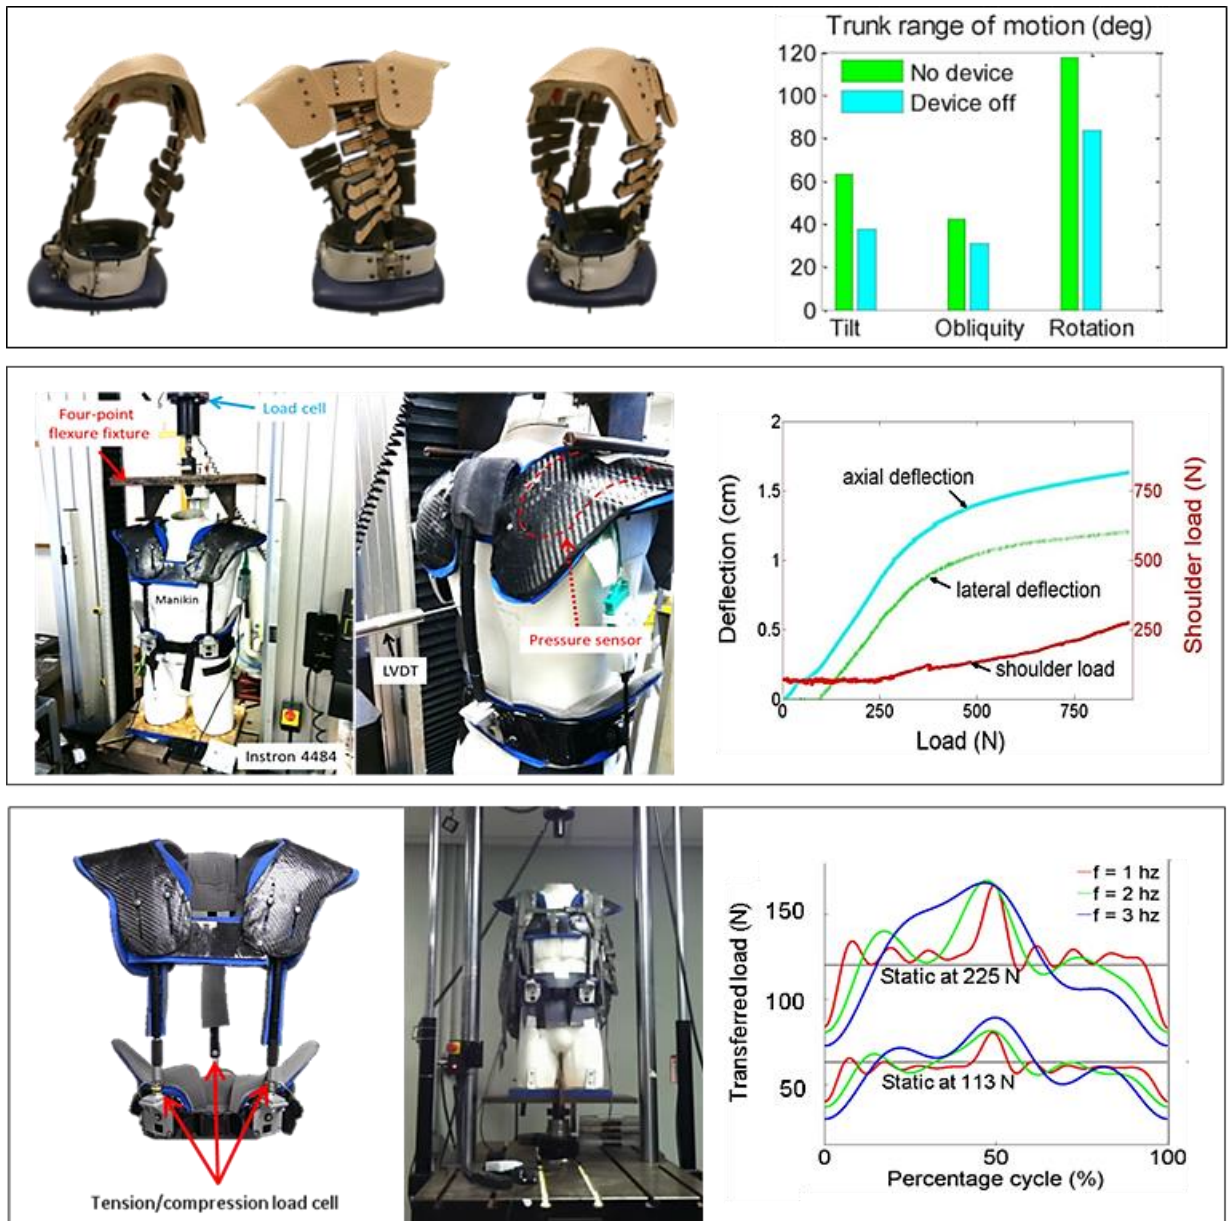 Trunk range of motion (deg)
120
100
80
60
40
20
0
No device
Device off
Tilt
Obliquity
Rotation
Four-point
flexure fixture
Load cell
Manikin
Instron 4484
LVDT
Pressure sensor
Deflection (cm)
2
1.5
1
0.5
0
axial deflection
lateral deflection
shoulder load
750
500
250
Shoulder load (N)
0
250
500
750
Load (N)
Tension/compression load cell
Transferred load (N)
150
100
50
f = 1 hz
f = 2 hz
f = 3 hz
Static at 225 N
Static at 113 N
0
50
100
Percentage cycle (%)